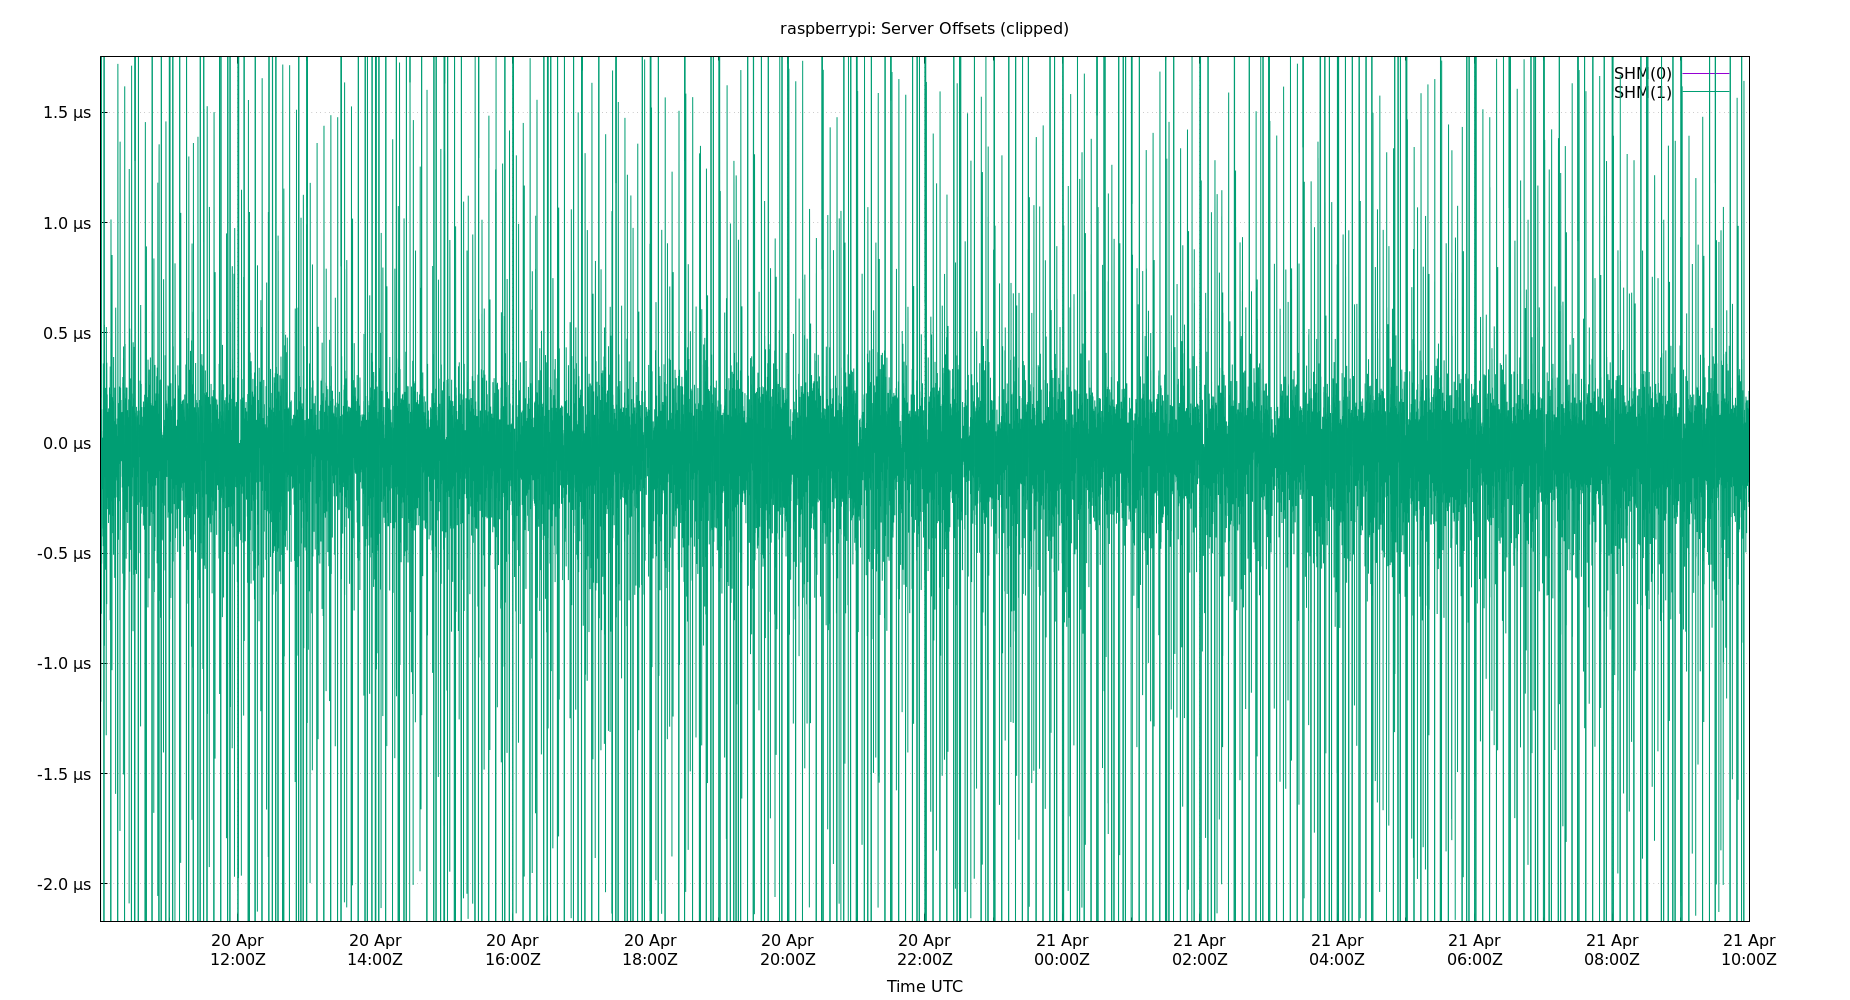 raspberrypi: Server Offsets (clipped)
SHM(0)
SHM(1)
1.5 μs
1.0 μs
0.5 μs
0.0 μs
-0.5 μs
-1.0 μs
-1.5 μs
-2.0 μs
20 Apr 20 Apr 20 Apr 20 Apr 20 Apr 20 Apr 21 Apr 21 Apr 21 Apr 21 Apr 21 Apr 21 Apr
12:00Z 14:00Z 16:00Z 18:00Z 20:00Z 22:00Z 00:00Z 02:00Z 04:00Z 06:00Z 08:00Z 10:00Z
Time UTC